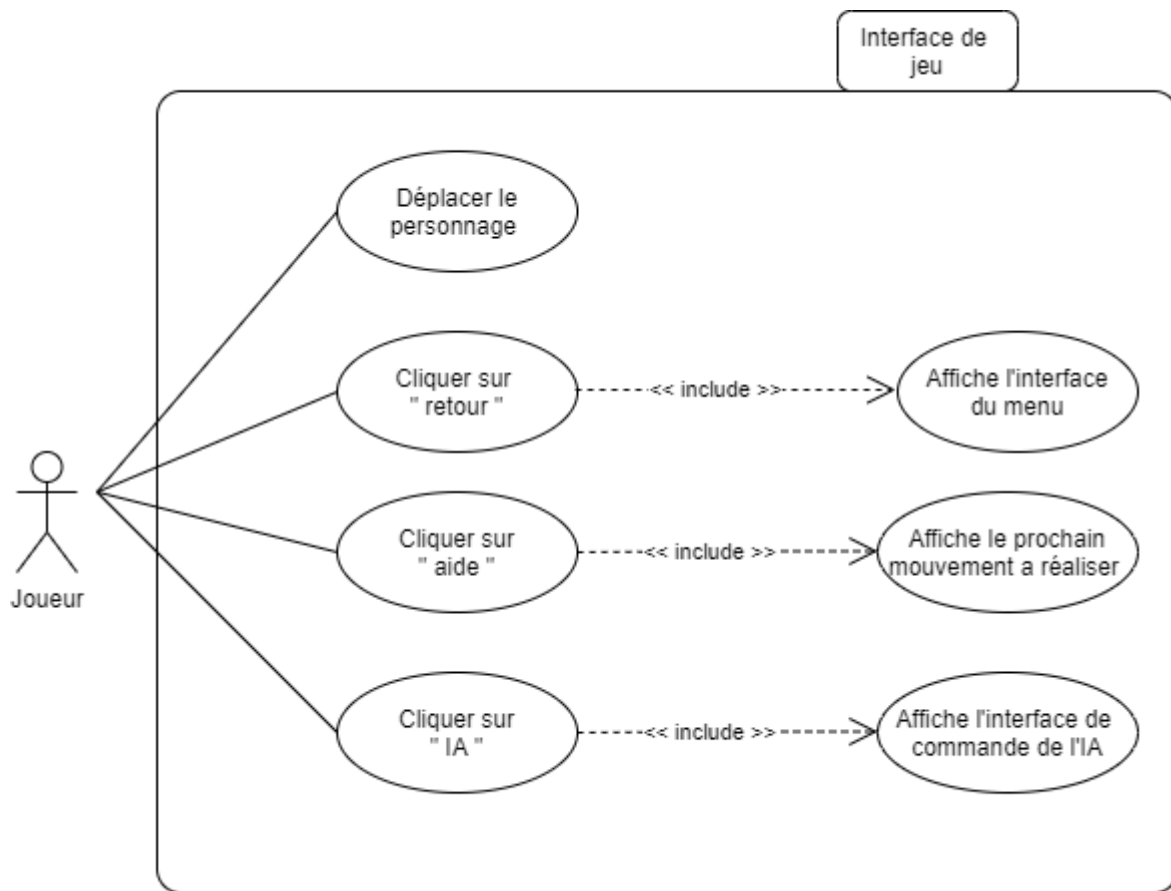 Interface de
jeu
Déplacer le
personnage
Cliquer sur
" retour "
<< include >>
Affiche l'interface
du menu
Cliquer sur
" aide "
<< include >>
Affiche le prochain
mouvement a réaliser
Joueur
Cliquer sur
" IA "
<< include >>
Affiche l'interface de
commande de l'IA